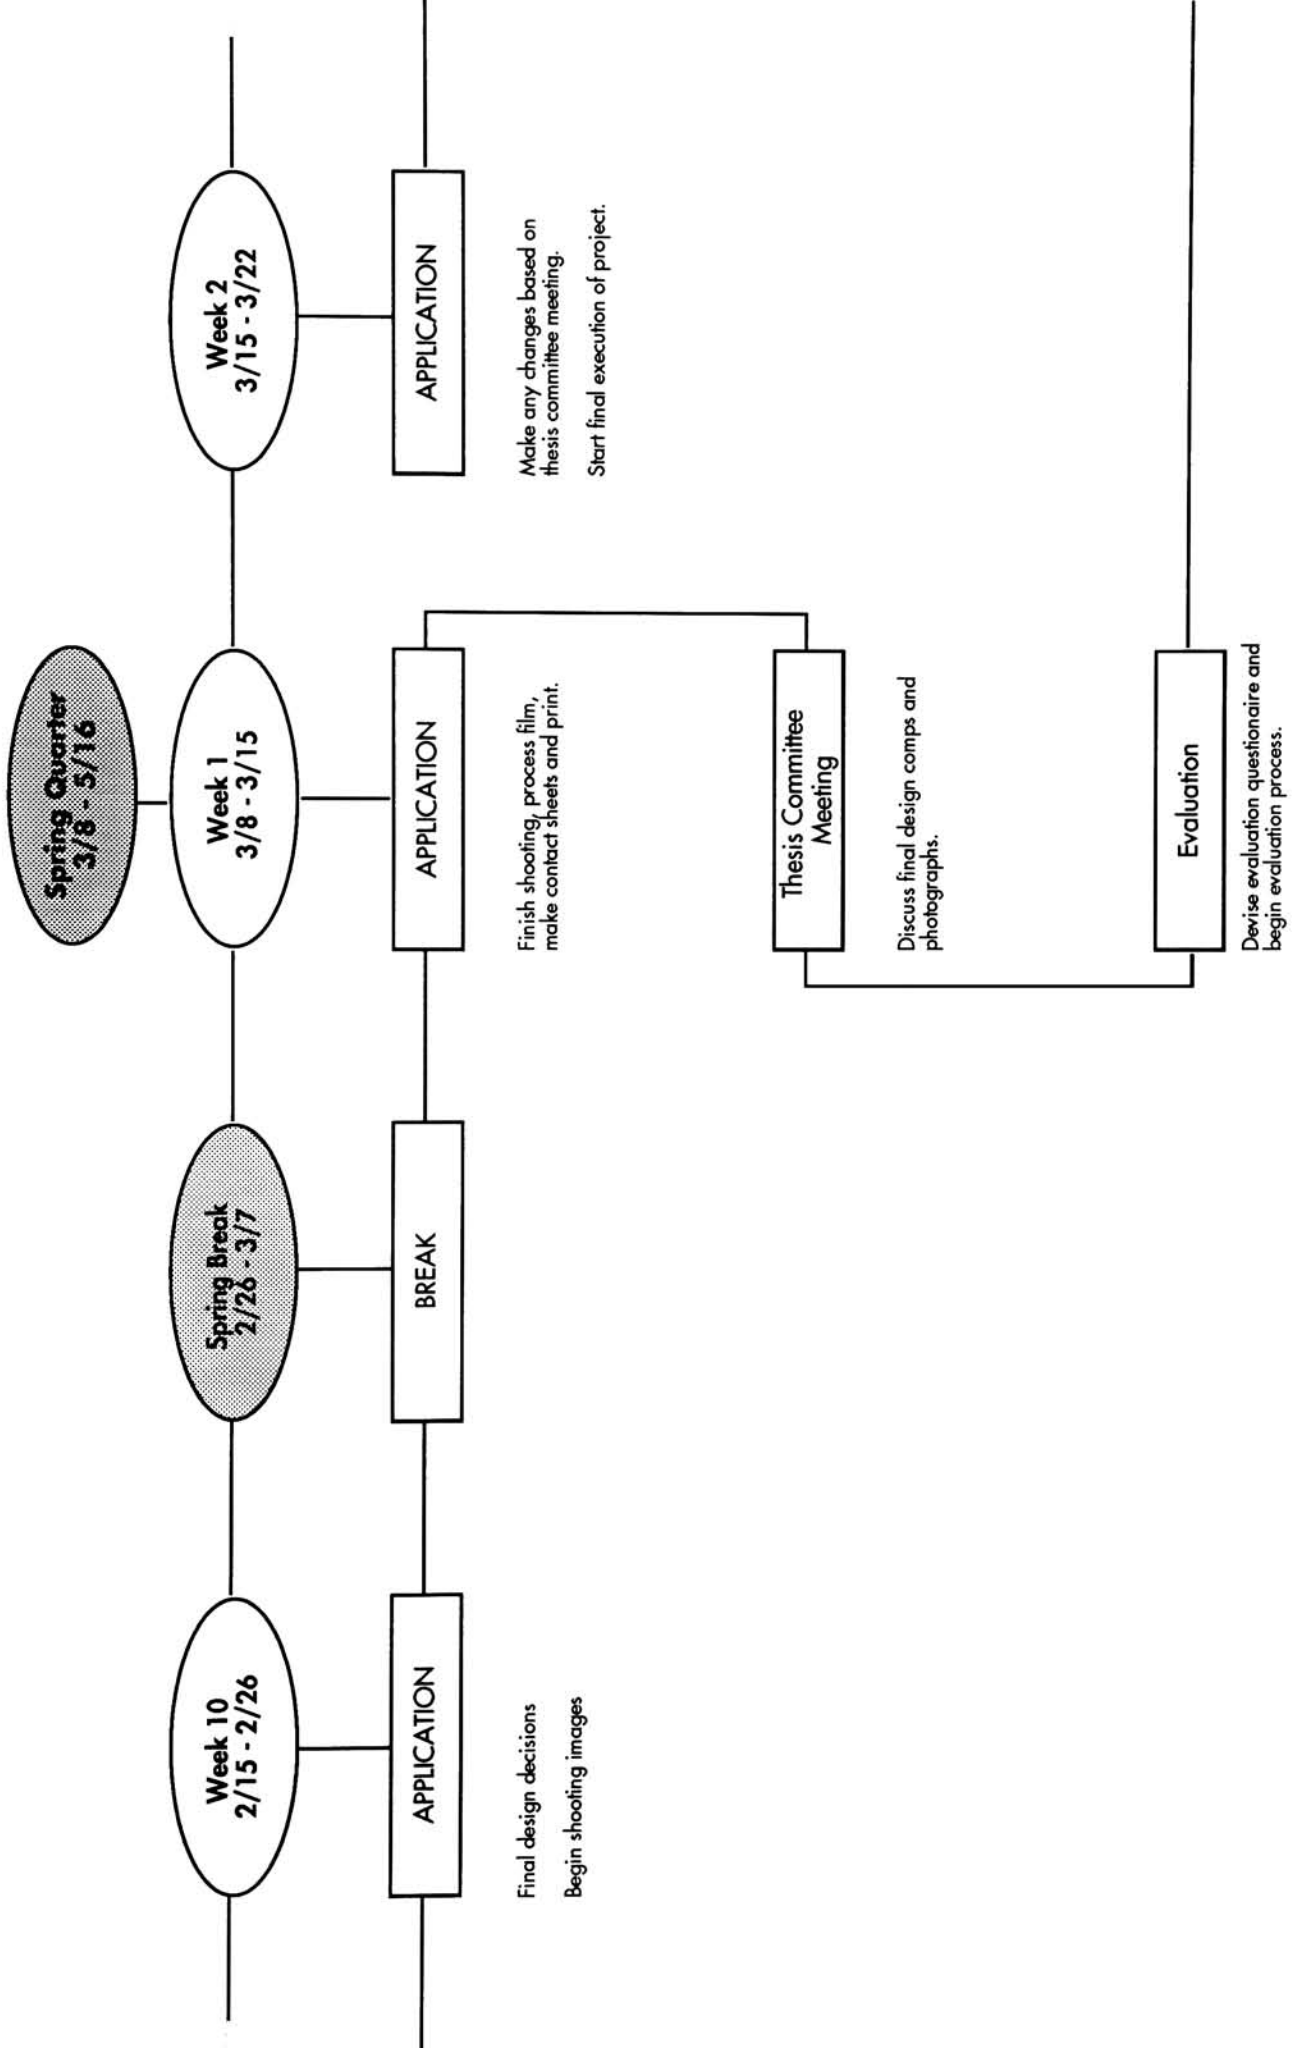 Spring Quarter
3/8 - 5/16
Week 10
2/15 - 2/26
Spring Break
2/26 - 3/7
Week 1
3/8 - 3/15
Week 2
3/15 - 3/22
APPLICATION
BREAK
APPLICATION
APPLICATION
Final design decisions
Begin shooting images
Finish shooting, process film,
make contact sheets and print.
Make any changes based on
thesis committee meeting.
Start final execution of project.
Thesis Committee
Meeting
Discuss final design comps and
photographs.
Evaluation
Devise evaluation questionaire and
begin evaluation process.